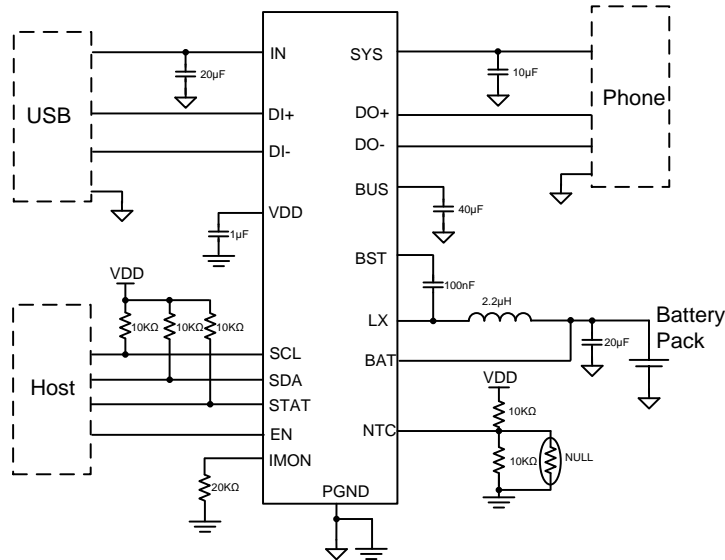 USB
IN
20µF
DI+
DI-
VDD
1µF
VDD
10KΩ
10KΩ
10KΩ
Host
SCL
SDA
STAT
EN
IMON
20KΩ
PGND
SYS
10µF
Phone
DO+
DO-
BUS
40µF
BST
100nF
LX
2.2µH
BAT
20µF
Battery
Pack
VDD
10KΩ
NTC
10KΩ
NULL